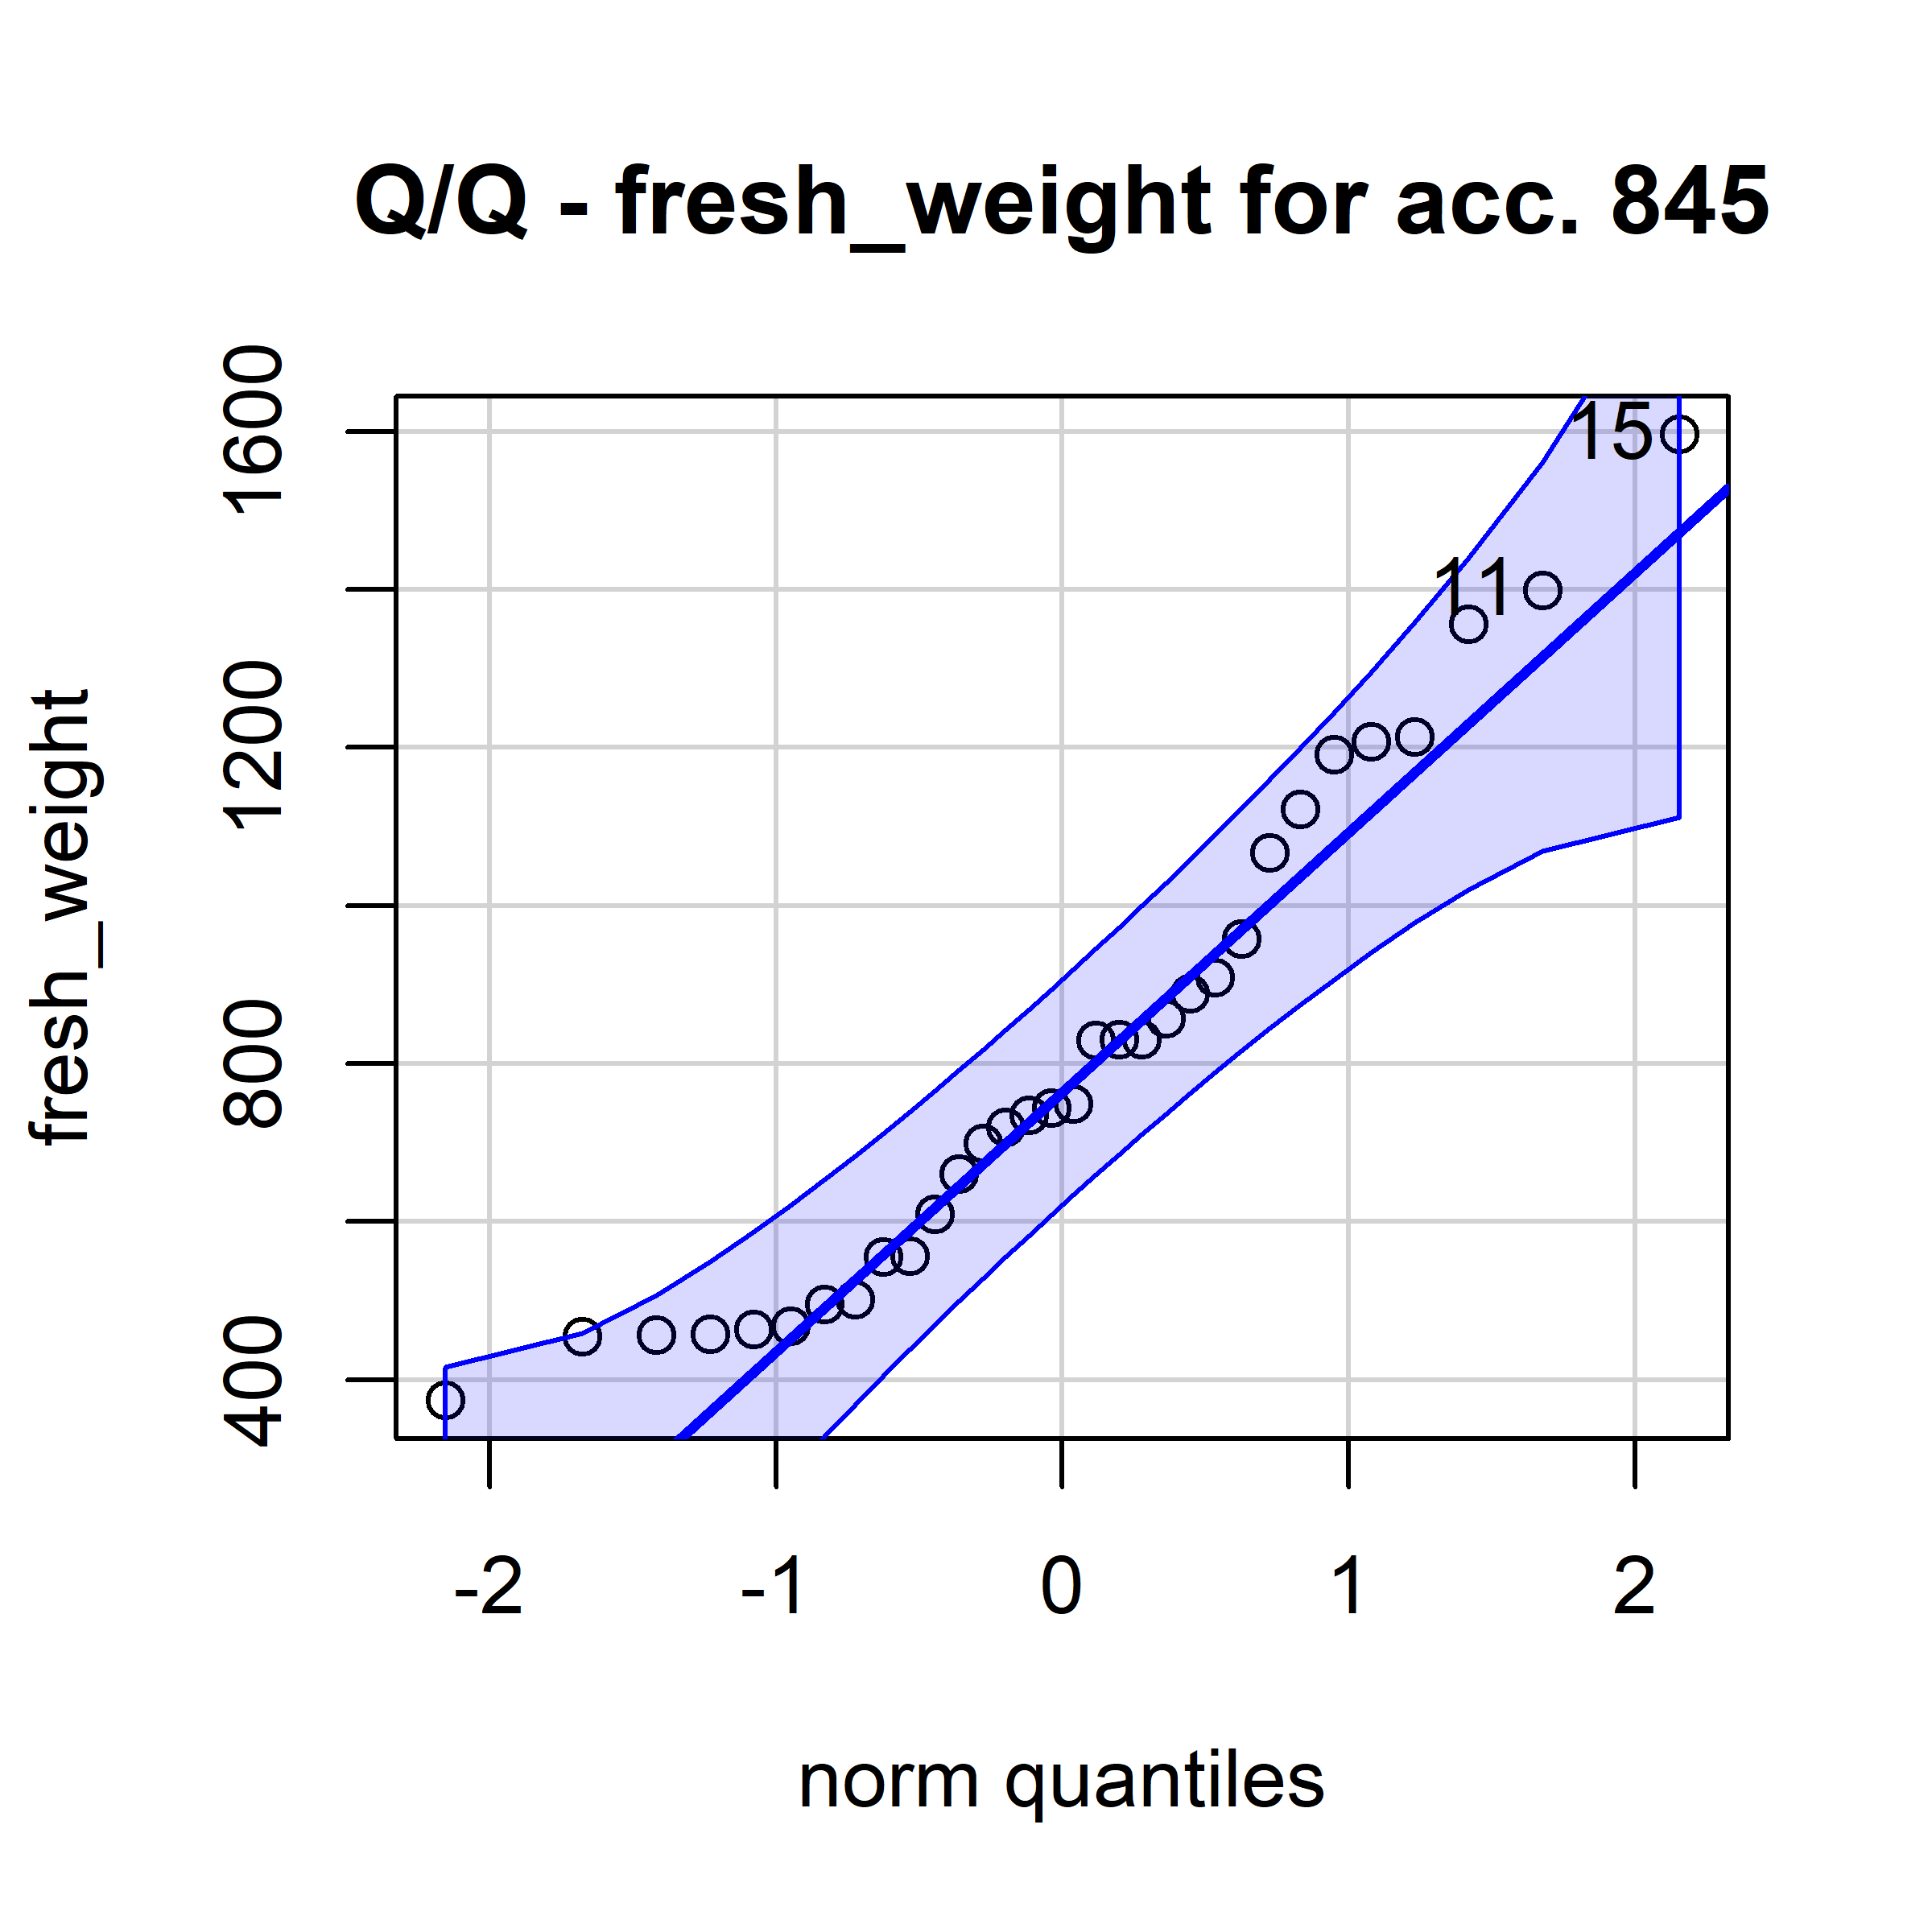 Q/Q - fresh_weight for acc. 845
1600
1200
800
400
fresh_weight
15
11
-2 -1 0 1 2
norm quantiles